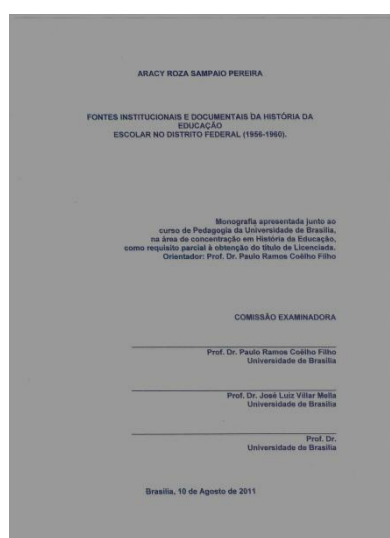 ARACY ROZA SAMPAIO PEREIRA
FONTES INSTITUCIONAIS E DOCUMENTAIS DA HISTÓRIA DA
EDUCAÇÃO
ESCOLAR NO DISTRITO FEDERAL (1956-1960).
Monografia apresentada junto ao
curso de Pedagogia da Universidade de Brasília,
na área de concentração em História da Educação,
como requisito parcial à obtenção do título de Licenciada.
Orientador: Prof. Dr. Paulo Ramos Coêlho Filho
COMISSÃO EXAMINADORA
Prof. Dr. Paulo Ramos Coêlho Filho
Universidade de Brasília
Prof. Dr. José Luiz Villar Mella
Universidade de Brasília
Prof. Dr.
Universidade de Brasília
Brasília, 10 de Agosto de 2011